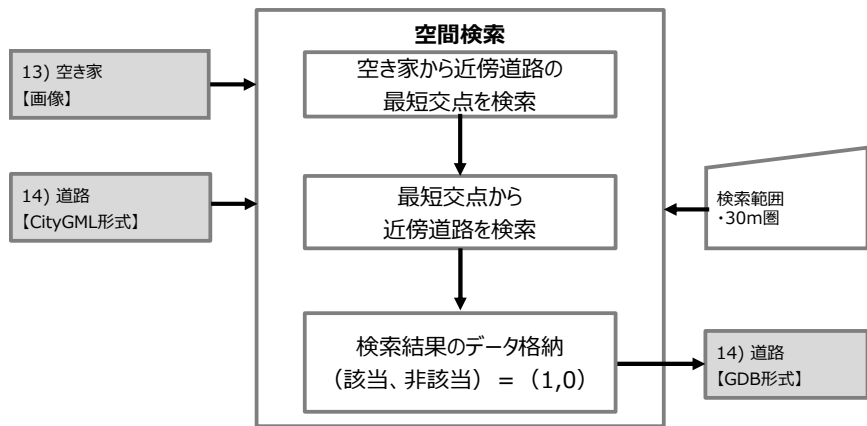 空間検索
13) 空き家
【画像】
空き家から近傍道路の
最短交点を検索
14) 道路
【CityGML形式】
最短交点から
近傍道路を検索
検索範囲
・30m圏
検索結果のデータ格納
（該当、非該当）=（1,0）
14) 道路
【GDB形式】